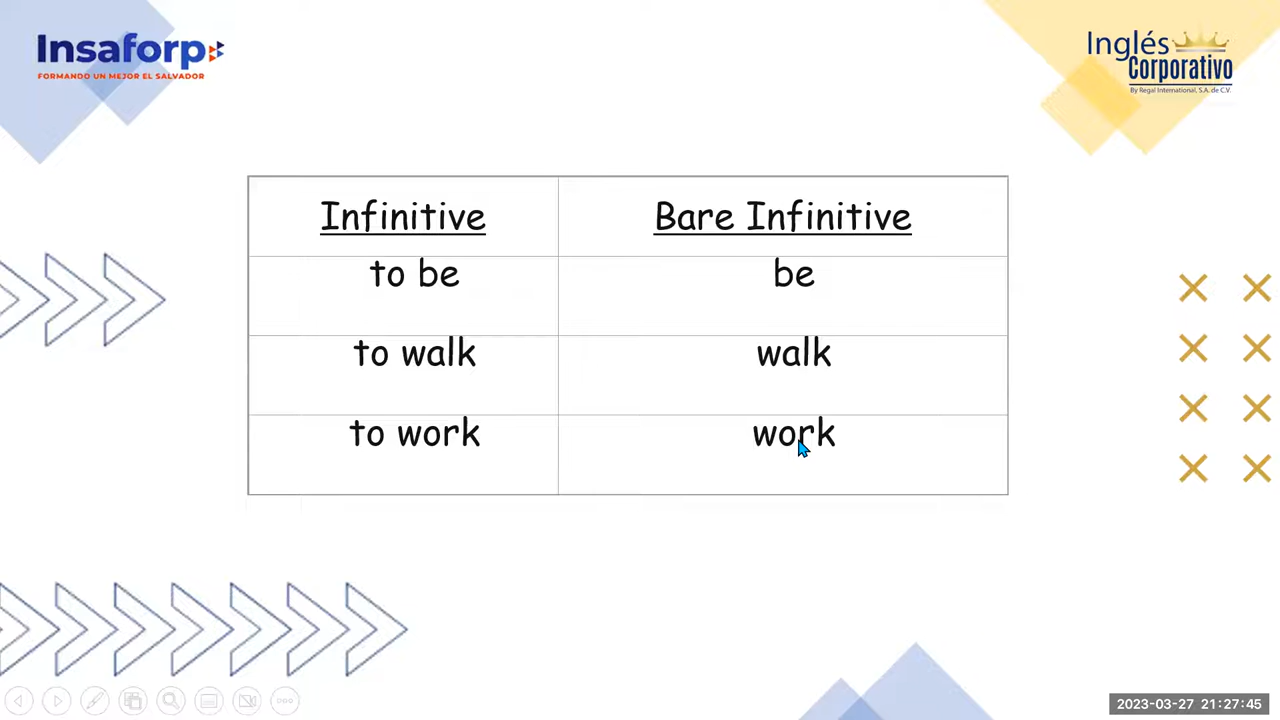 Insaforp
FORMANDO UN MEJOR EL SALVADOR
Inglés
Corporativo
By Regal International, S.A. de C.V.
Infinitive Bare Infinitive
to be be
to walk walk
to work work
2023-03-27 21:27:45